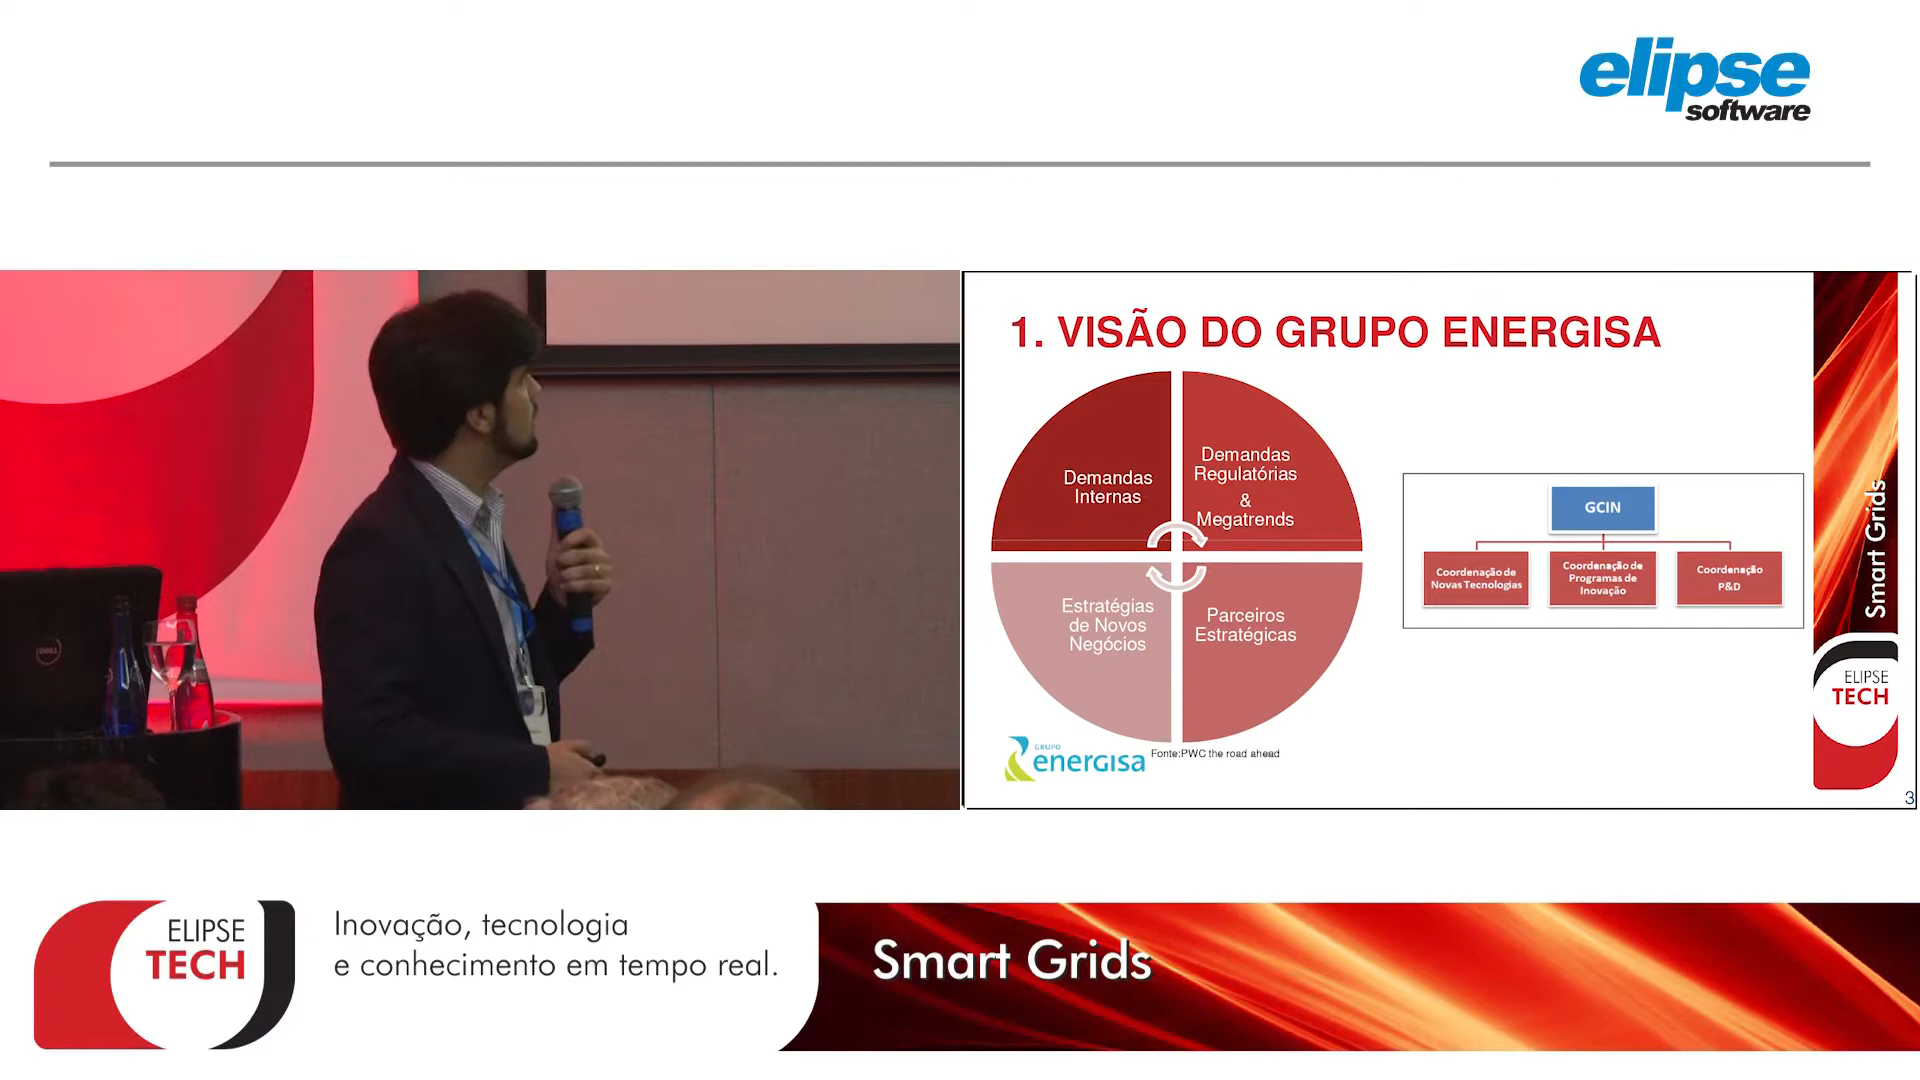 elipse
software
1. VISÃO DO GRUPO ENERGISA
Demandas
Internas
Demandas
Regulatórias
&
Megatrends
Estratégias
de Novos
Negócios
Parceiros
Estratégicas
GCIN
Coordenação de
Novas Tecnologias
Coordenação de
Programas de
Inovação
Coordenação
P&D
GRUPO
energisa
Fonte:PWC the road ahead
Smart Grids
ELIPSE
TECH
3
DELL
ELIPSE
TECH
Inovação, tecnologia
e conhecimento em tempo real.
Smart Grids